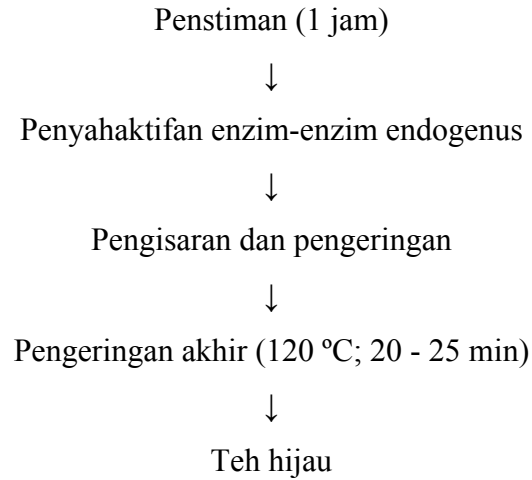 Penstiman (1 jam)
↓
Penyahaktifan enzim-enzim endogenus
↓
Pengisaran dan pengeringan
↓
Pengeringan akhir (120 ºC; 20 - 25 min)
↓
Teh hijau